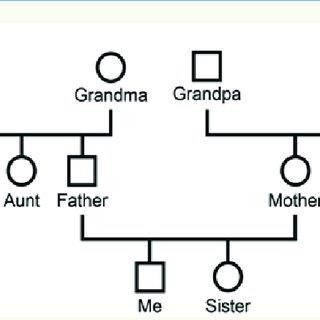 Grandma Grandpa
Aunt Father Mother
Me Sister